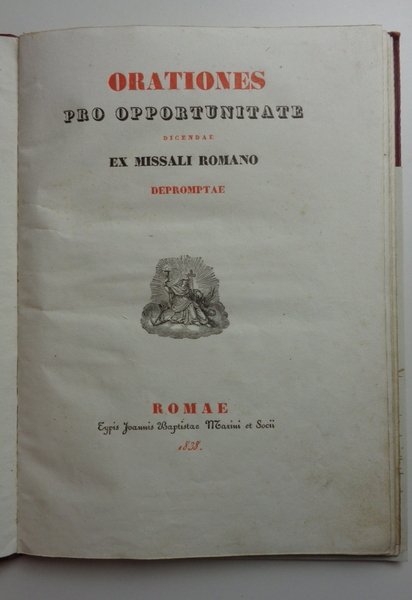 ORATIONES
PRO OPPORTUNITATE
DICENDAE
EX MISSALI ROMANO
DEPROMPTAE
ROMAE
Typis Joannis Baptistae Marini et Socii
1838.